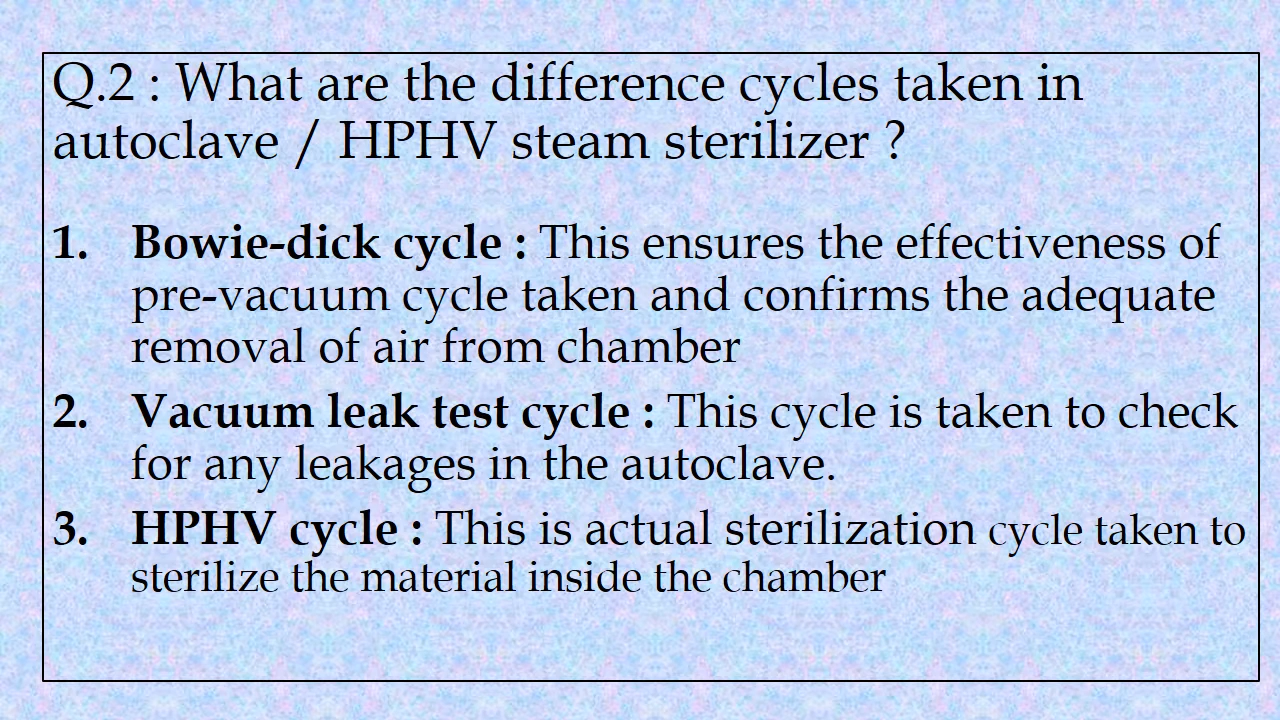 Q.2 : What are the difference cycles taken in
autoclave / HPHV steam sterilizer ?
1. Bowie-dick cycle : This ensures the effectiveness of
pre-vacuum cycle taken and confirms the adequate
removal of air from chamber
2. Vacuum leak test cycle : This cycle is taken to check
for any leakages in the autoclave.
3. HPHV cycle : This is actual sterilization cycle taken to
sterilize the material inside the chamber